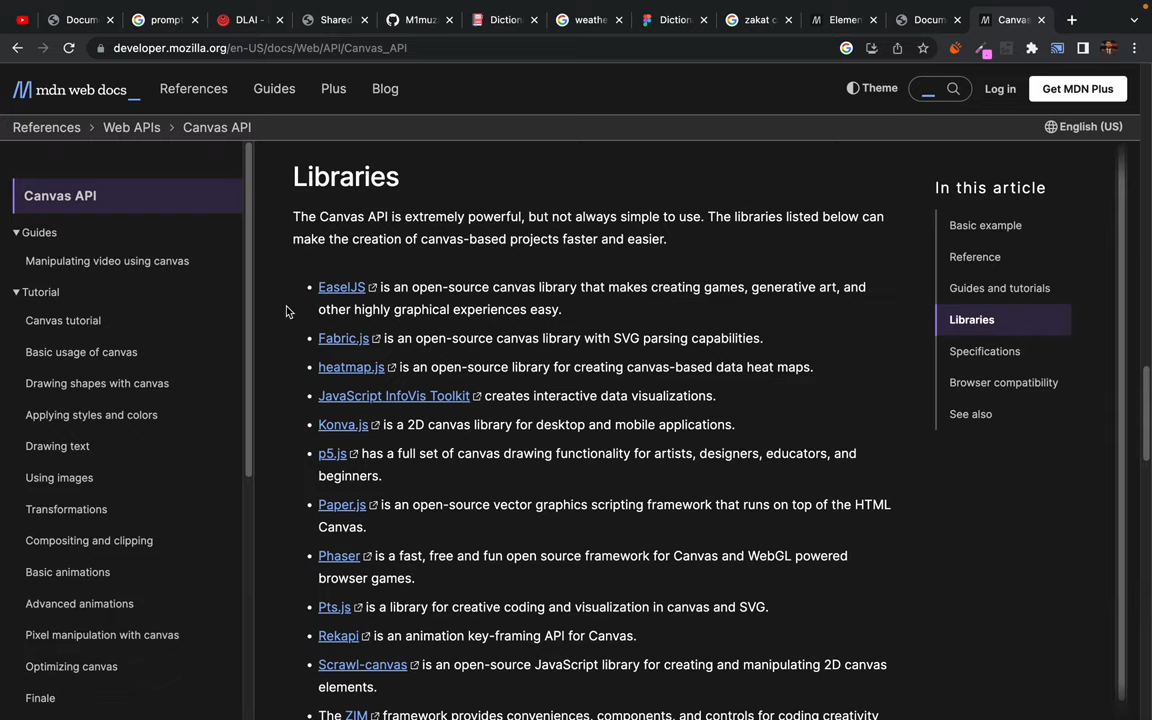 Docum
prompt
DLAI -
Shared
M1muz
Diction
weathe
Diction
zakat c
Elemen
Docum
Canvas
developer.mozilla.org/en-US/docs/Web/API/Canvas_API
mdn web docs_
References
Guides
Plus
Blog
Theme
Log in
Get MDN Plus
References > Web APIs > Canvas API
English (US)
Canvas API
Guides
Manipulating video using canvas
Tutorial
Canvas tutorial
Basic usage of canvas
Drawing shapes with canvas
Applying styles and colors
Drawing text
Using images
Transformations
Compositing and clipping
Basic animations
Advanced animations
Pixel manipulation with canvas
Optimizing canvas
Finale
Libraries
The Canvas API is extremely powerful, but not always simple to use. The libraries listed below can
make the creation of canvas-based projects faster and easier.
• EaselJS is an open-source canvas library that makes creating games, generative art, and
other highly graphical experiences easy.
• Fabric.js is an open-source canvas library with SVG parsing capabilities.
• heatmap.js is an open-source library for creating canvas-based data heat maps.
• JavaScript InfoVis Toolkit creates interactive data visualizations.
• Konva.js is a 2D canvas library for desktop and mobile applications.
• p5.js has a full set of canvas drawing functionality for artists, designers, educators, and
beginners.
• Paper.js is an open-source vector graphics scripting framework that runs on top of the HTML
Canvas.
• Phaser is a fast, free and fun open source framework for Canvas and WebGL powered
browser games.
• Pts.js is a library for creative coding and visualization in canvas and SVG.
• Rekapi is an animation key-framing API for Canvas.
• Scrawl-canvas is an open-source JavaScript library for creating and manipulating 2D canvas
elements.
• The ZIM framework provides conveniences, components, and controls for coding creativity
In this article
Basic example
Reference
Guides and tutorials
Libraries
Specifications
Browser compatibility
See also